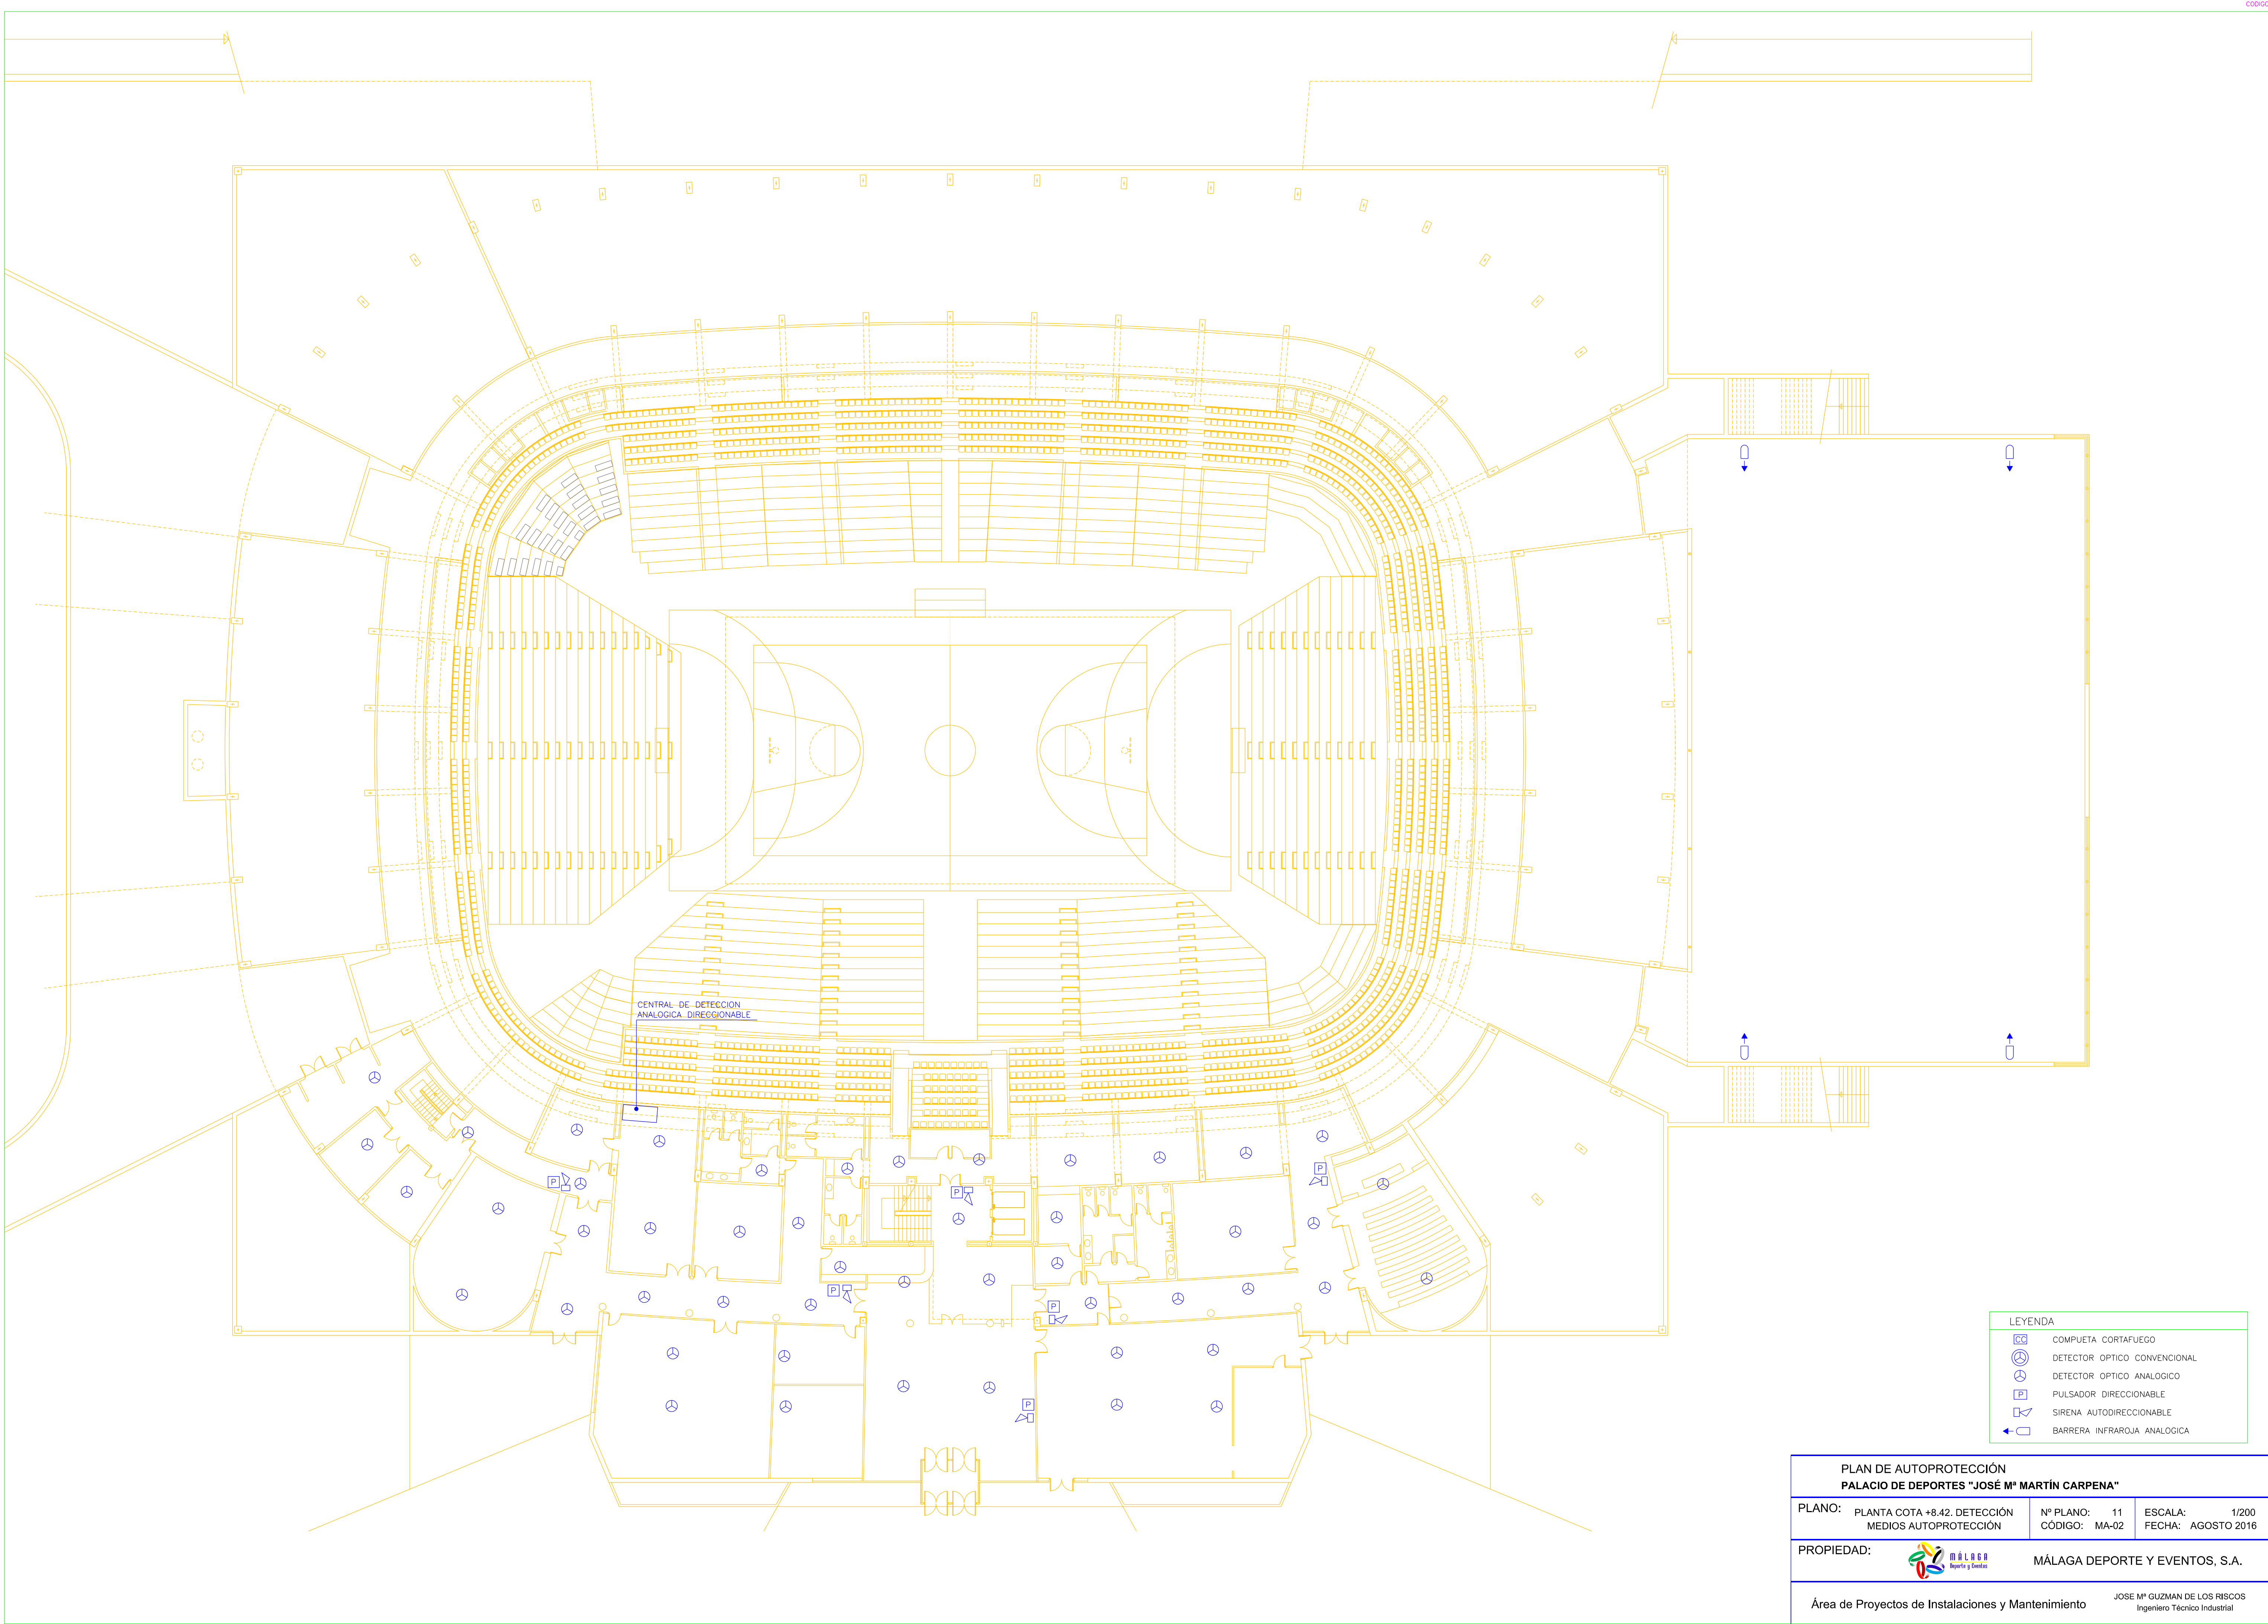 CODIGO
CENTRAL DE DETECCION
ANALOGICA DIRECCIONABLE
P
P
P
P
P
P
LEYENDA
CC COMPUETA CORTAFUEGO
DETECTOR OPTICO CONVENCIONAL
DETECTOR OPTICO ANALOGICO
P PULSADOR DIRECCIONABLE
SIRENA AUTODIRECCIONABLE
BARRERA INFRAROJA ANALOGICA
PLAN DE AUTOPROTECCIÓN
PALACIO DE DEPORTES "JOSÉ Mª MARTÍN CARPENA"
PLANO: PLANTA COTA +8.42. DETECCIÓN
MEDIOS AUTOPROTECCIÓN
Nº PLANO: 11
CÓDIGO: MA-02
ESCALA: 1/200
FECHA: AGOSTO 2016
PROPIEDAD:
MÁLAGA
Deporte y Eventos
MÁLAGA DEPORTE Y EVENTOS, S.A.
Área de Proyectos de Instalaciones y Mantenimiento
JOSE Mª GUZMAN DE LOS RISCOS
Ingeniero Técnico Industrial